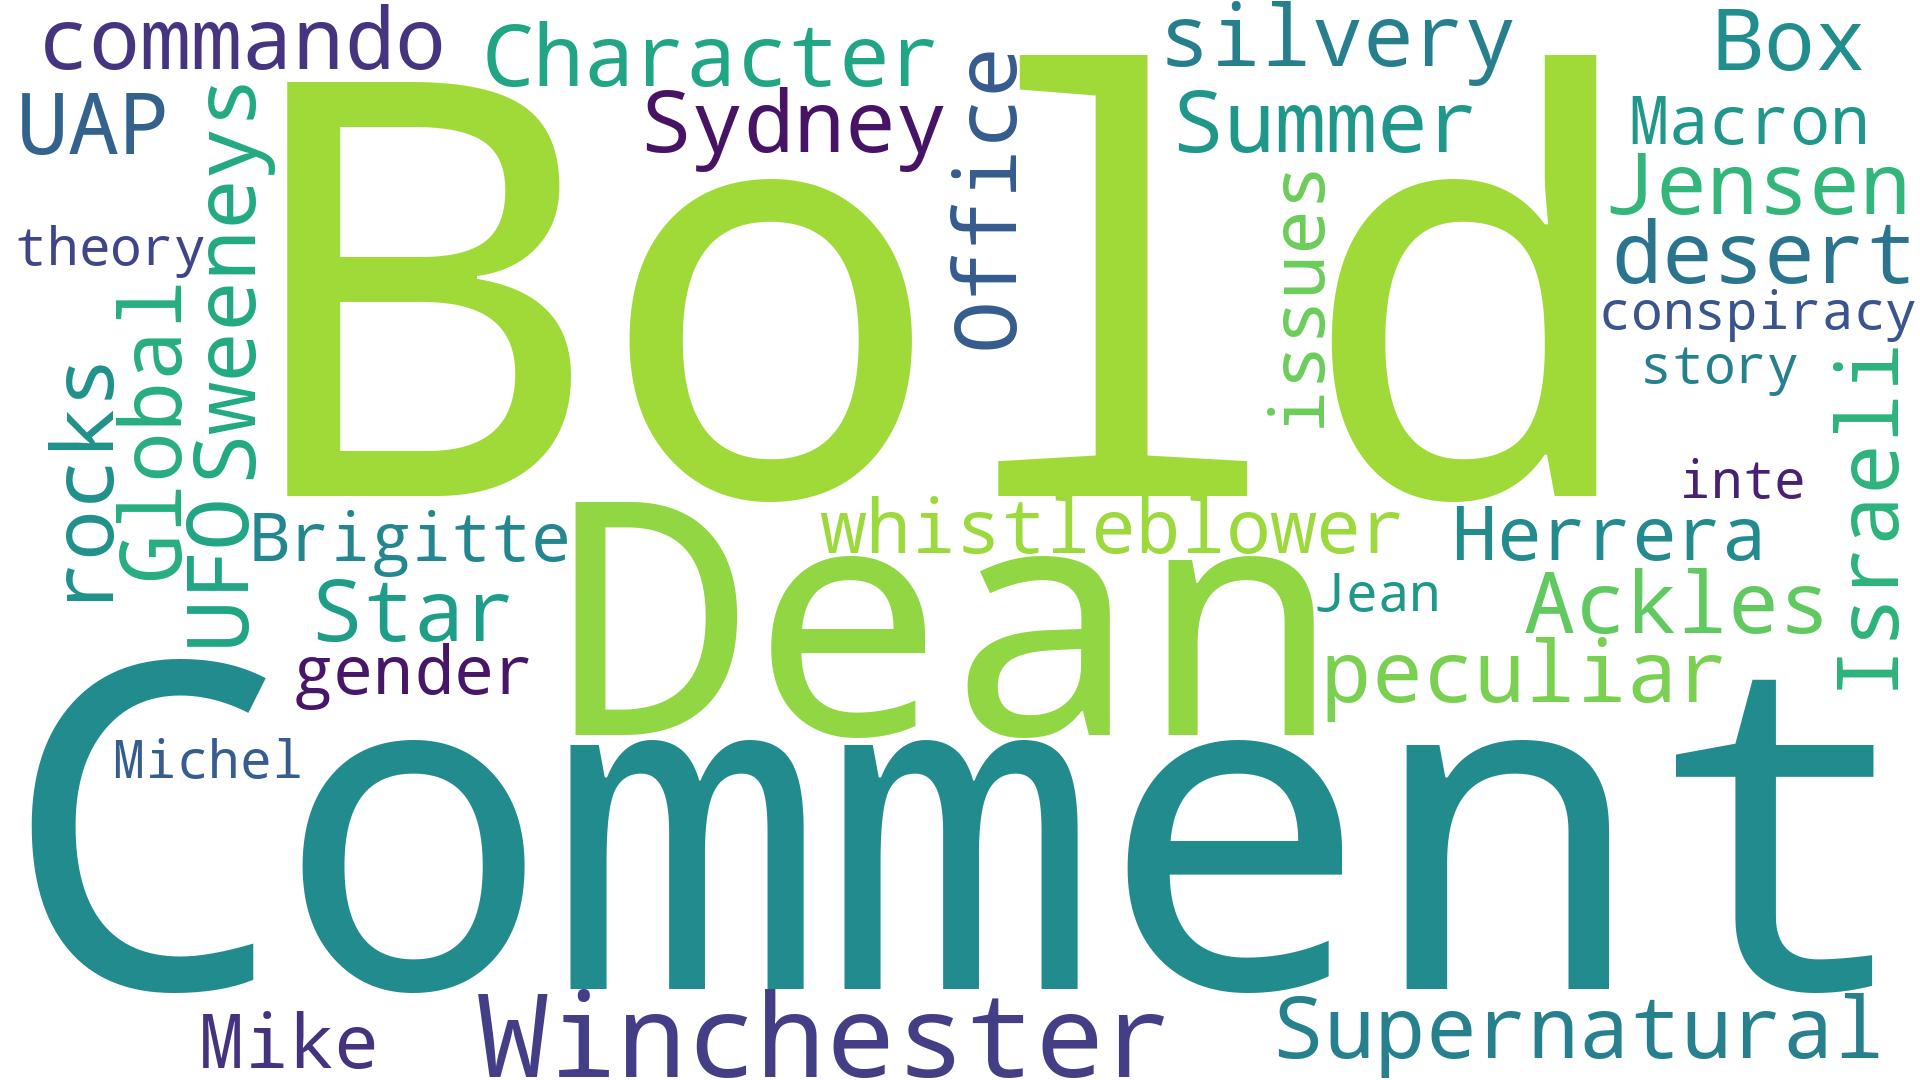 commando
Character
silvery
Box
UAP
Sydney
Office
Summer
Macron
Sweeneys
Bold
issues
Jensen
theory
desert
Global
conspiracy
rocks
story
Israeli
UFO
inte
Brigitte
whistleblower
Herrera
Star
Dean
Jean
Ackles
gender
peculiar
Michel
Comment
Mike
Winchester
Supernatural